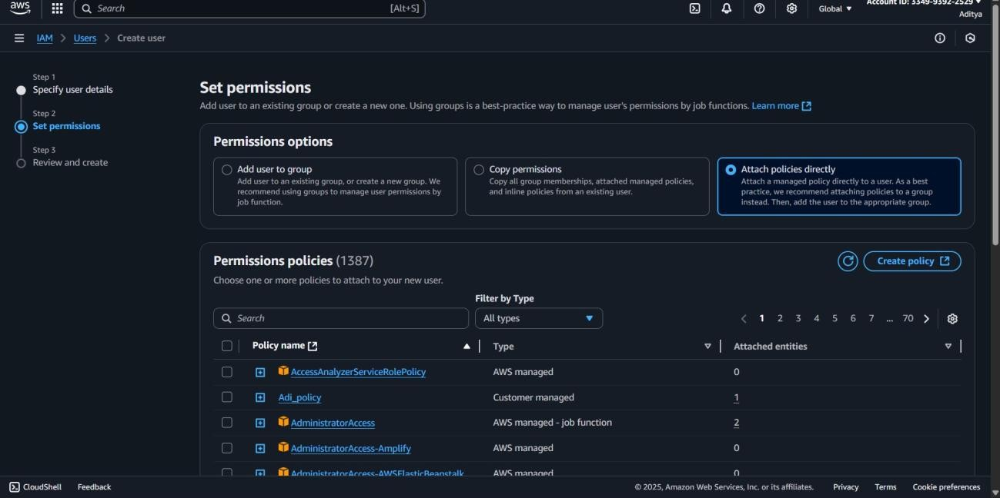 aws
Search [Alt+S]
Global
Account ID: 3349-9392-2529
Aditya
IAM > Users > Create user
Step 1
Specify user details
Step 2
Set permissions
Step 3
Review and create
Set permissions
Add user to an existing group or create a new one. Using groups is a best-practice way to manage user's permissions by job functions. Learn more
Permissions options
Add user to group
Add user to an existing group, or create a new group. We
recommend using groups to manage user permissions by
job function.
Copy permissions
Copy all group memberships, attached managed policies,
and inline policies from an existing user.
Attach policies directly
Attach a managed policy directly to a user. As a best
practice, we recommend attaching policies to a group
instead. Then, add the user to the appropriate group.
Permissions policies (1387)
Create policy
Choose one or more policies to attach to your new user.
Filter by Type
Search
All types
1 2 3 4 5 6 7 ... 70
Policy name Type Attached entities
AccessAnalyzerServiceRolePolicy AWS managed 0
Adi_policy Customer managed 1
AdministratorAccess AWS managed - job function 2
AdministratorAccess-Amplify AWS managed 0
AdministratorAccess-AWSElasticBeanstalk AWS managed 0
CloudShell Feedback © 2025, Amazon Web Services, Inc. or its affiliates. Privacy Terms Cookie preferences